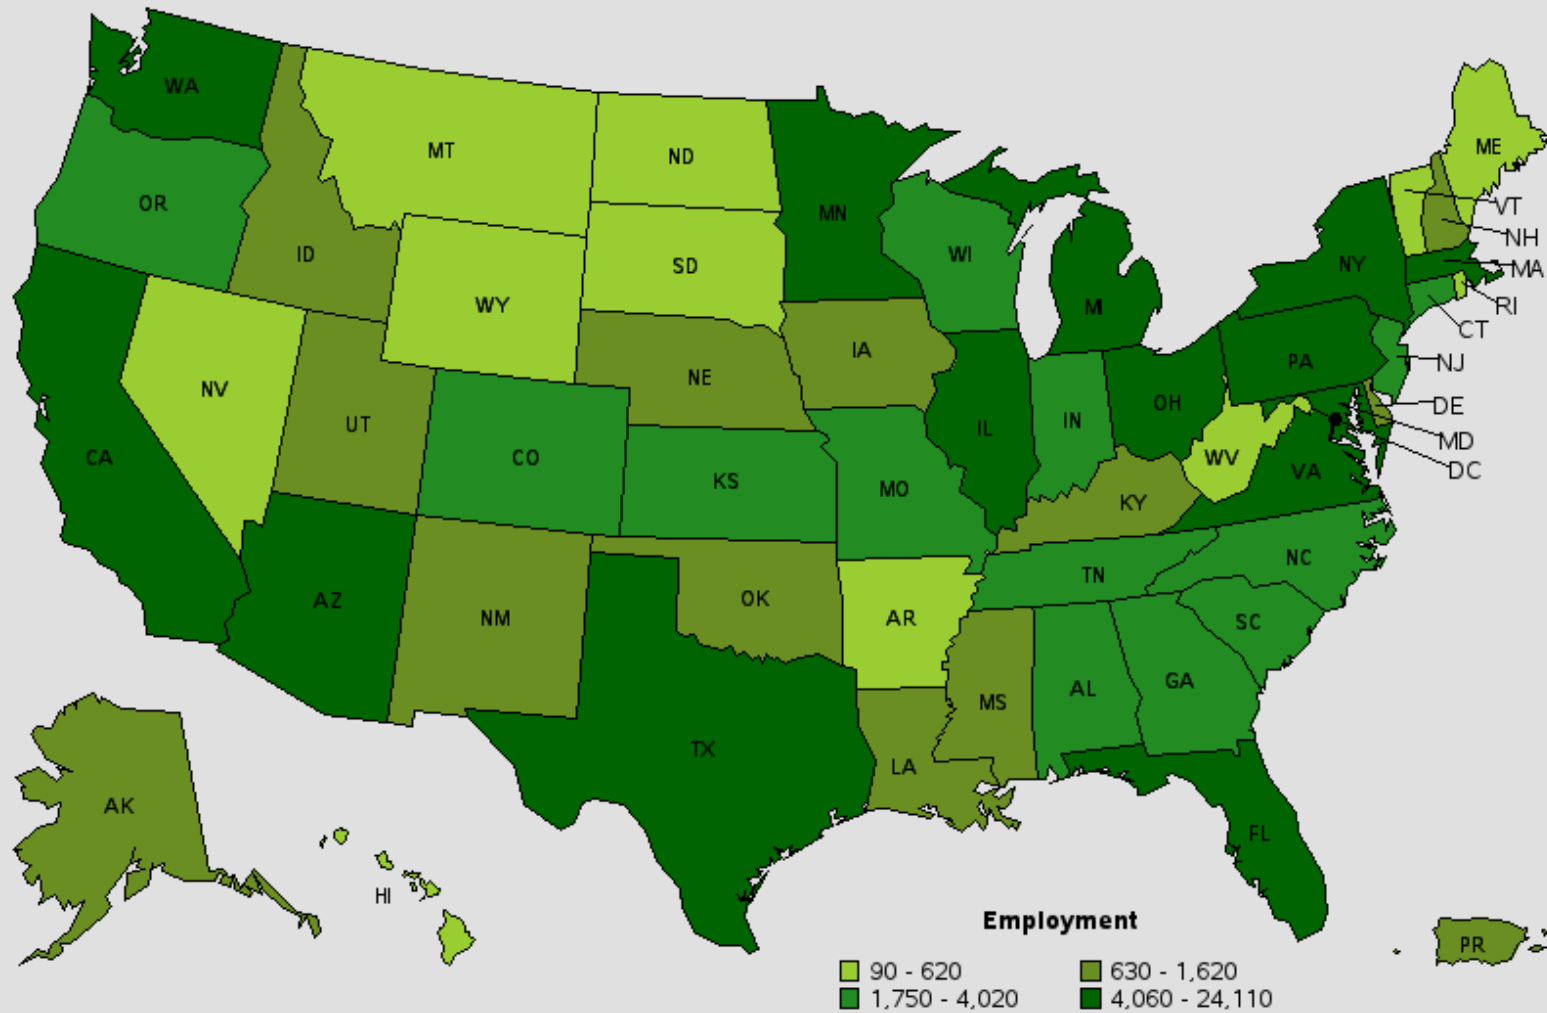 WA
MT
ND
ME
OR
MN
VT
ID
WI
NH
SD
NY
MA
WY
MI
RI
CT
IA
PA
NJ
NV
NE
OH
DE
UT
IL
IN
MD
CA
CO
WV
DC
KS
MO
VA
KY
NC
AZ
TN
NM
OK
AR
SC
AL
GA
MS
TX
LA
AK
FL
HI
Employment
PR
90 - 620
630 - 1,620
1,750 - 4,020
4,060 - 24,110